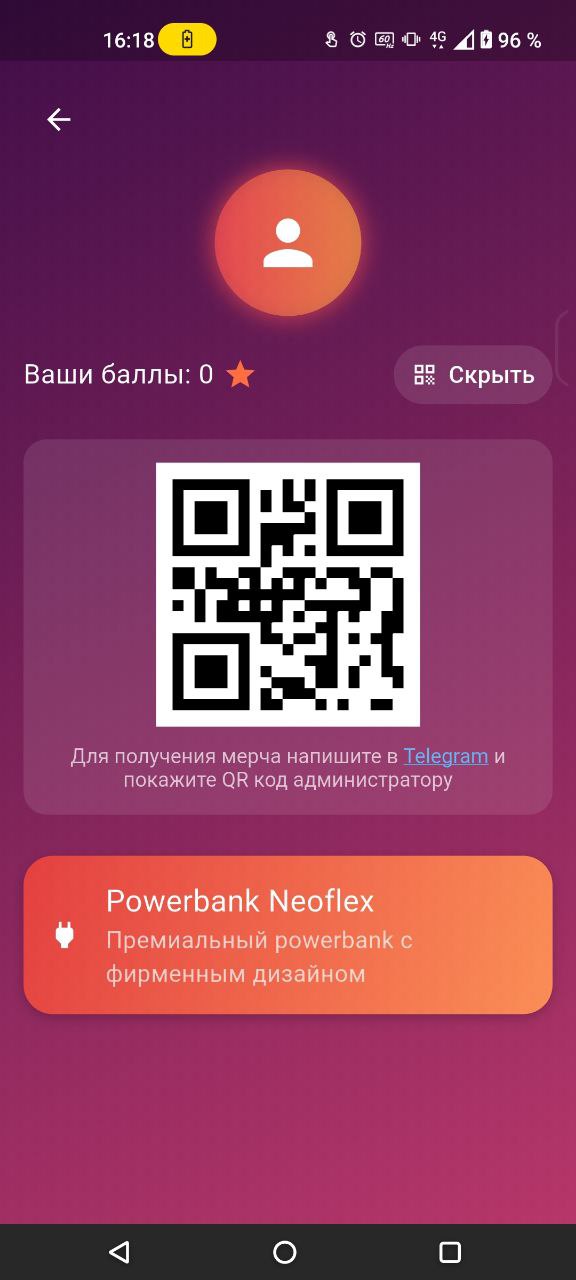 16:18
60Hz
4G
96 %
Ваши баллы: 0
Скрыть
Для получения мерча напишите в Telegram и
покажите QR код администратору
Powerbank Neoflex
Премиальный powerbank с
фирменным дизайном